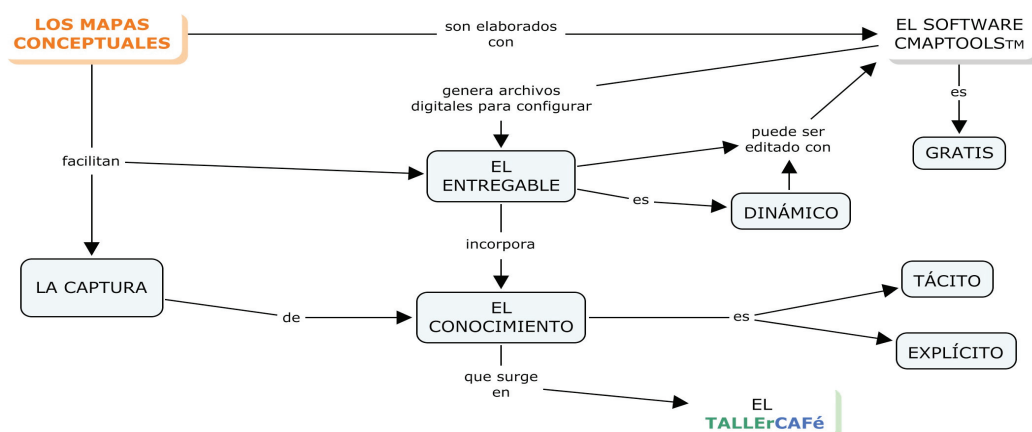 LOS MAPAS
CONCEPTUALES
son elaborados
con
EL SOFTWARE
CMAPTOOLSTM
genera archivos
digitales para configurar
es
puede ser
editado con
GRATIS
facilitan
EL
ENTREGABLE
es
DINÁMICO
incorpora
LA CAPTURA
TÁCITO
de
EL
CONOCIMIENTO
es
EXPLÍCITO
que surge
en
EL
TALLErCAFé